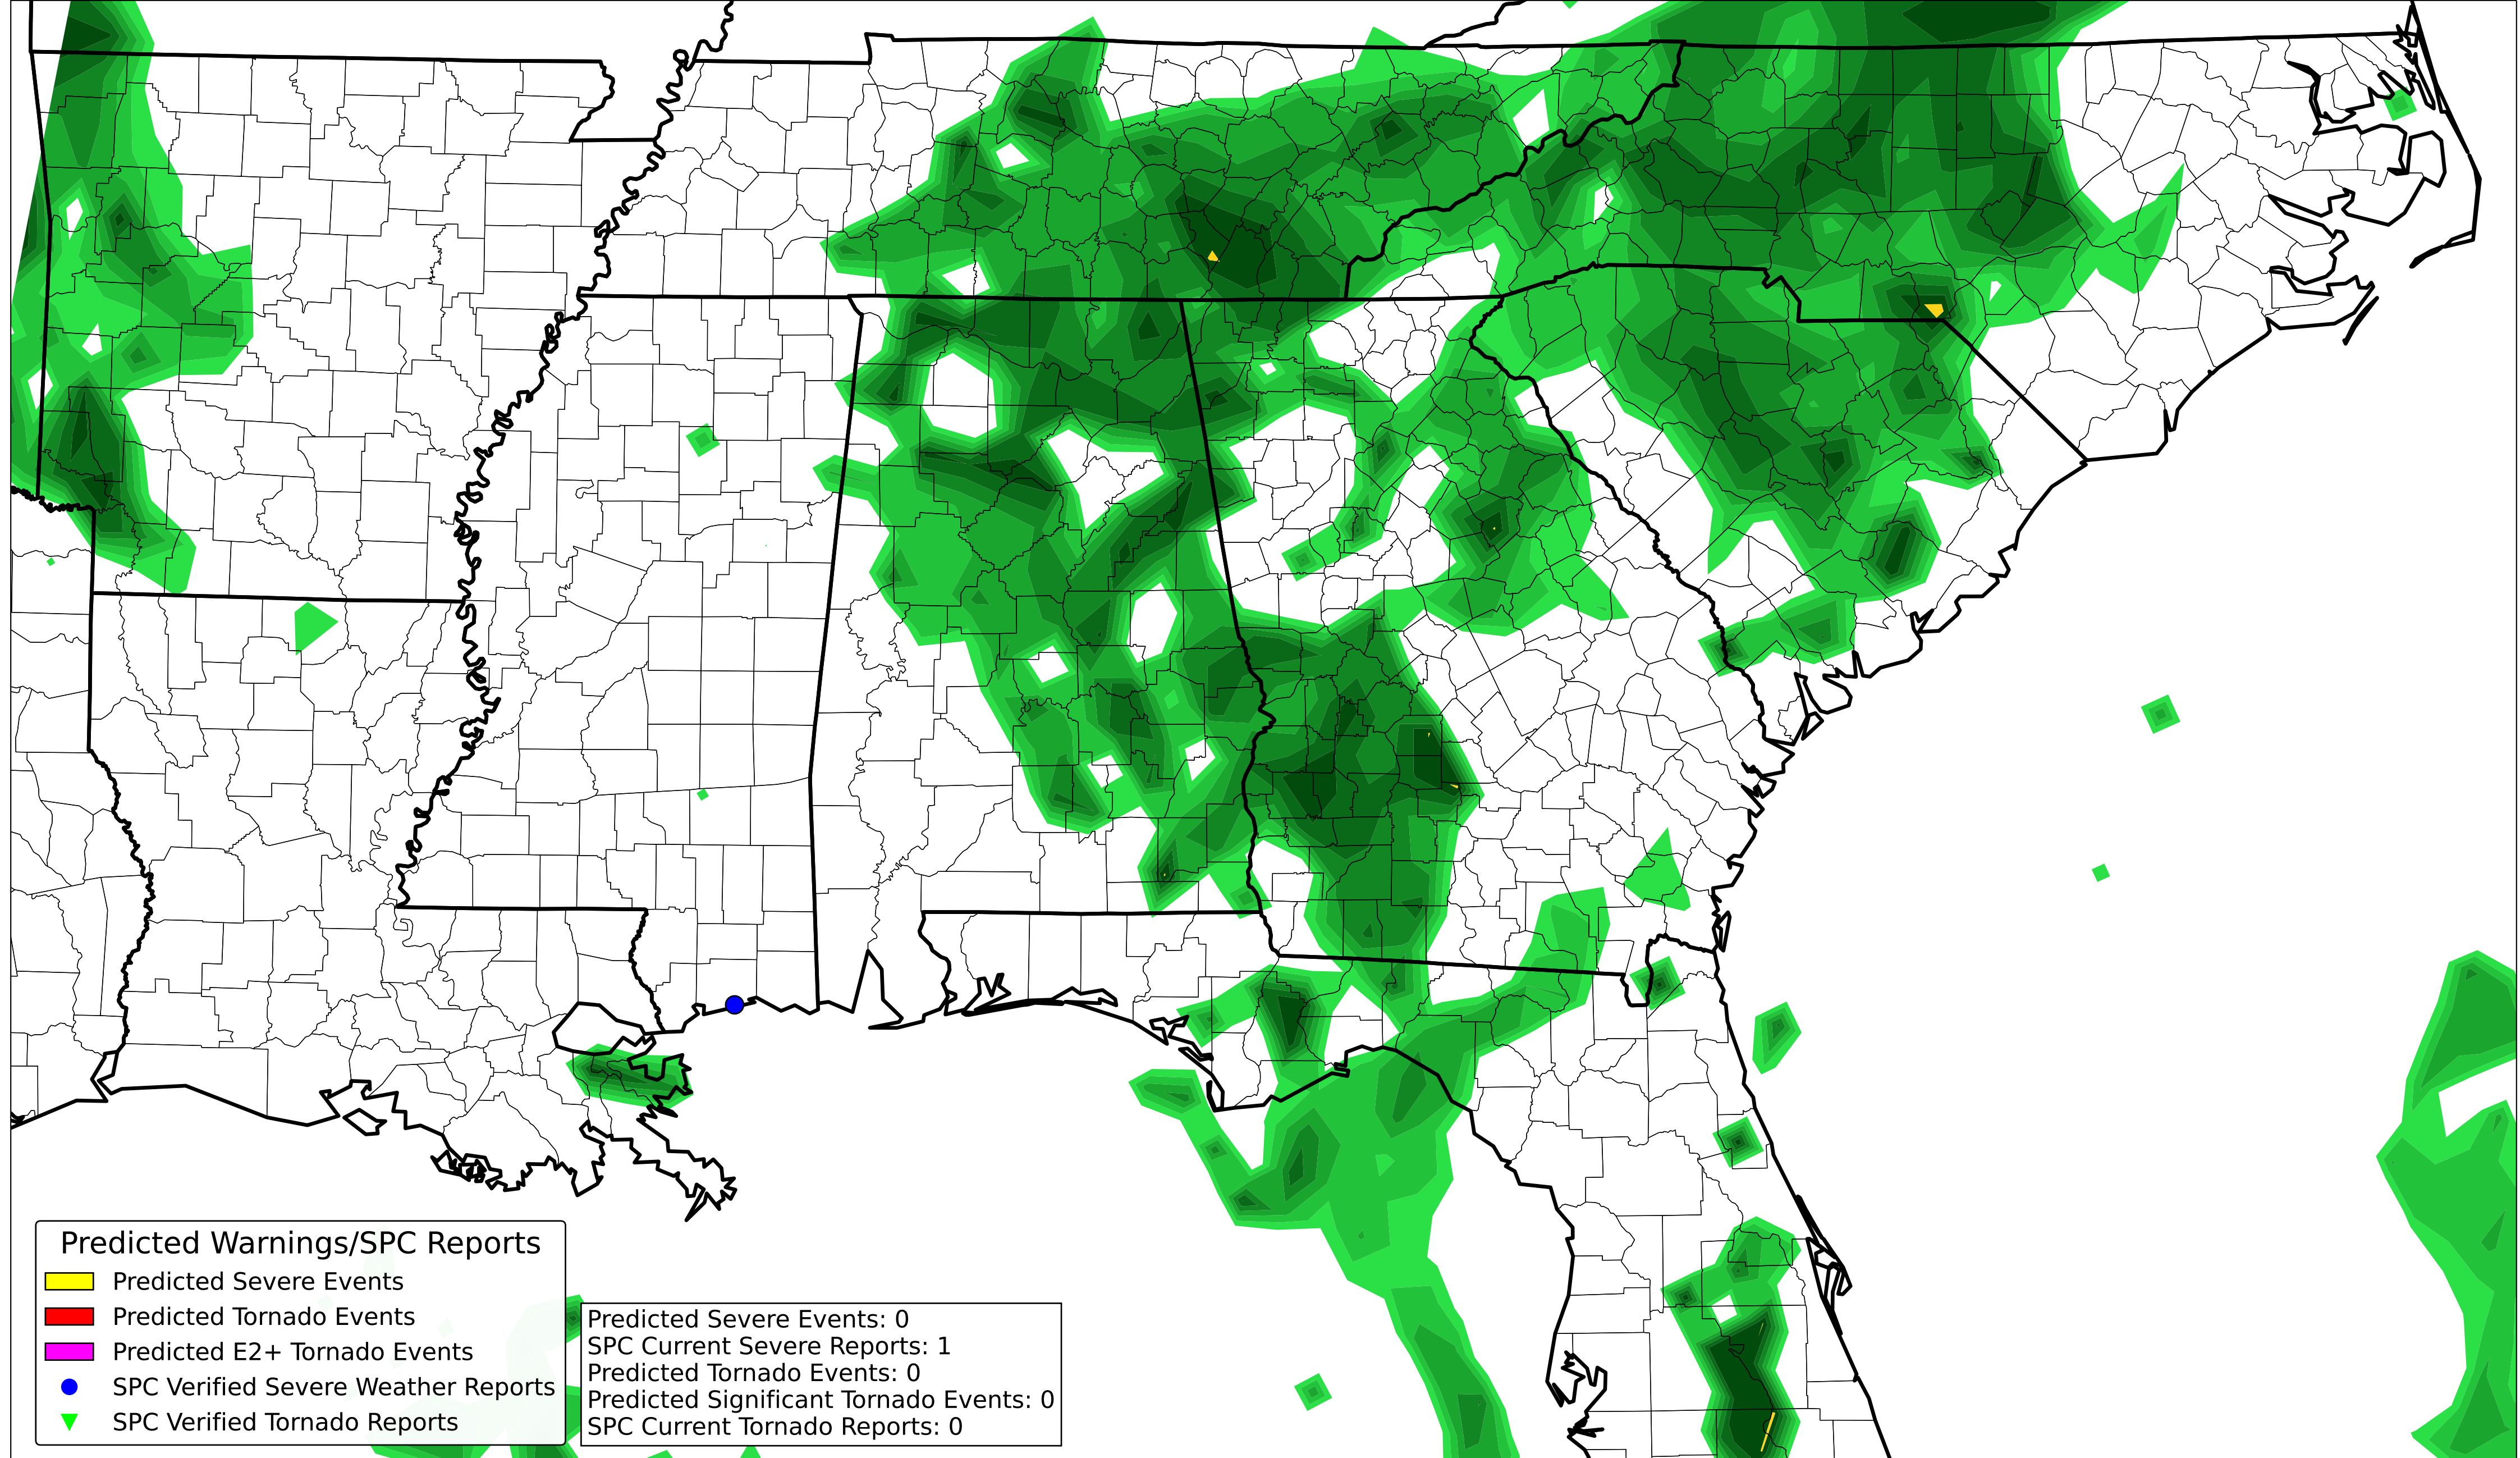 Predicted Warnings/SPC Reports
Predicted Severe Events
Predicted Tornado Events
Predicted E2+ Tornado Events
SPC Verified Severe Weather Reports
SPC Verified Tornado Reports
Predicted Severe Events: 0
SPC Current Severe Reports: 1
Predicted Tornado Events: 0
Predicted Significant Tornado Events: 0
SPC Current Tornado Reports: 0